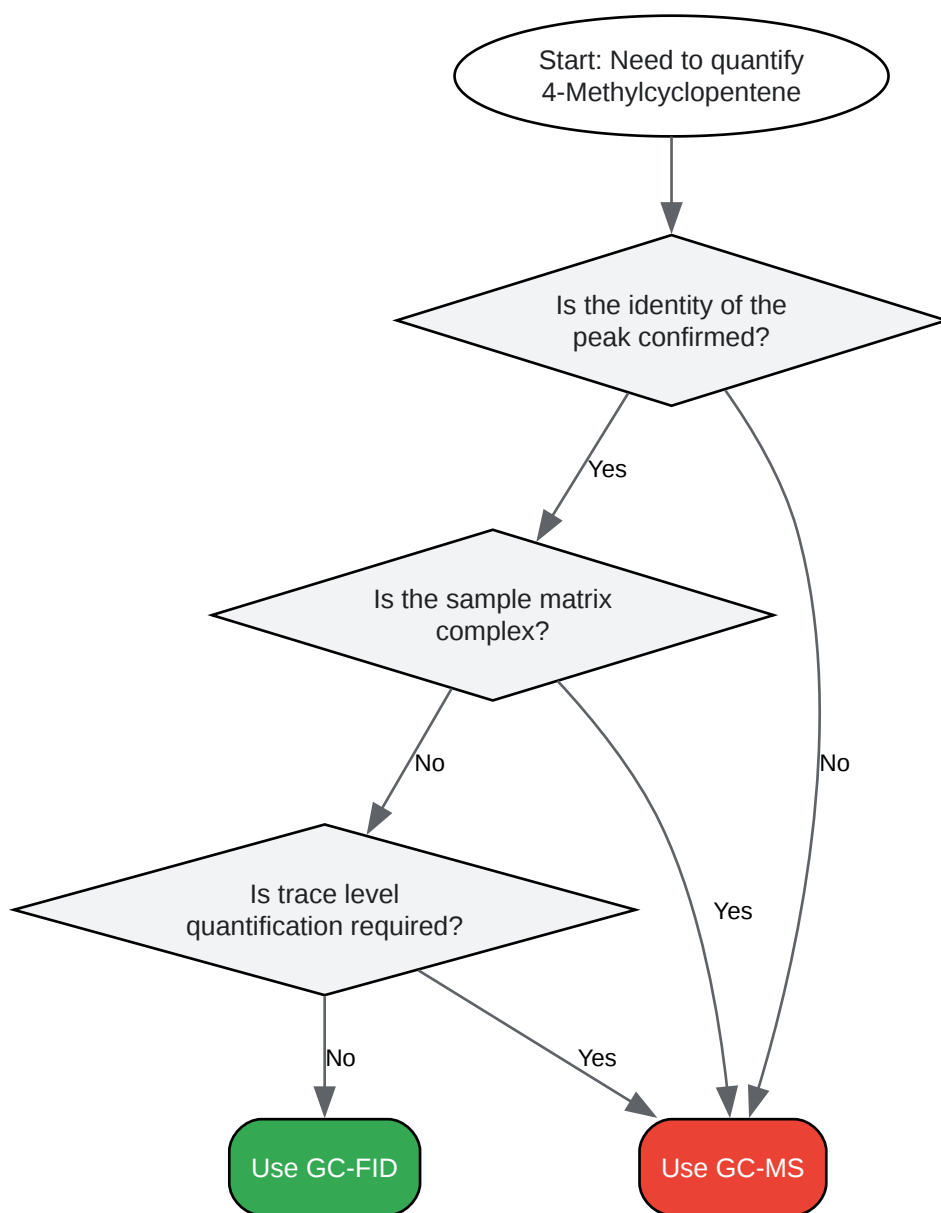 Start: Need to quantify
4-Methylcyclopentene
Is the identity of the
peak confirmed?
Yes
Is the sample matrix
complex?
No
No
Is trace level
quantification required?
Yes
No
Yes
Use GC-FID
Use GC-MS